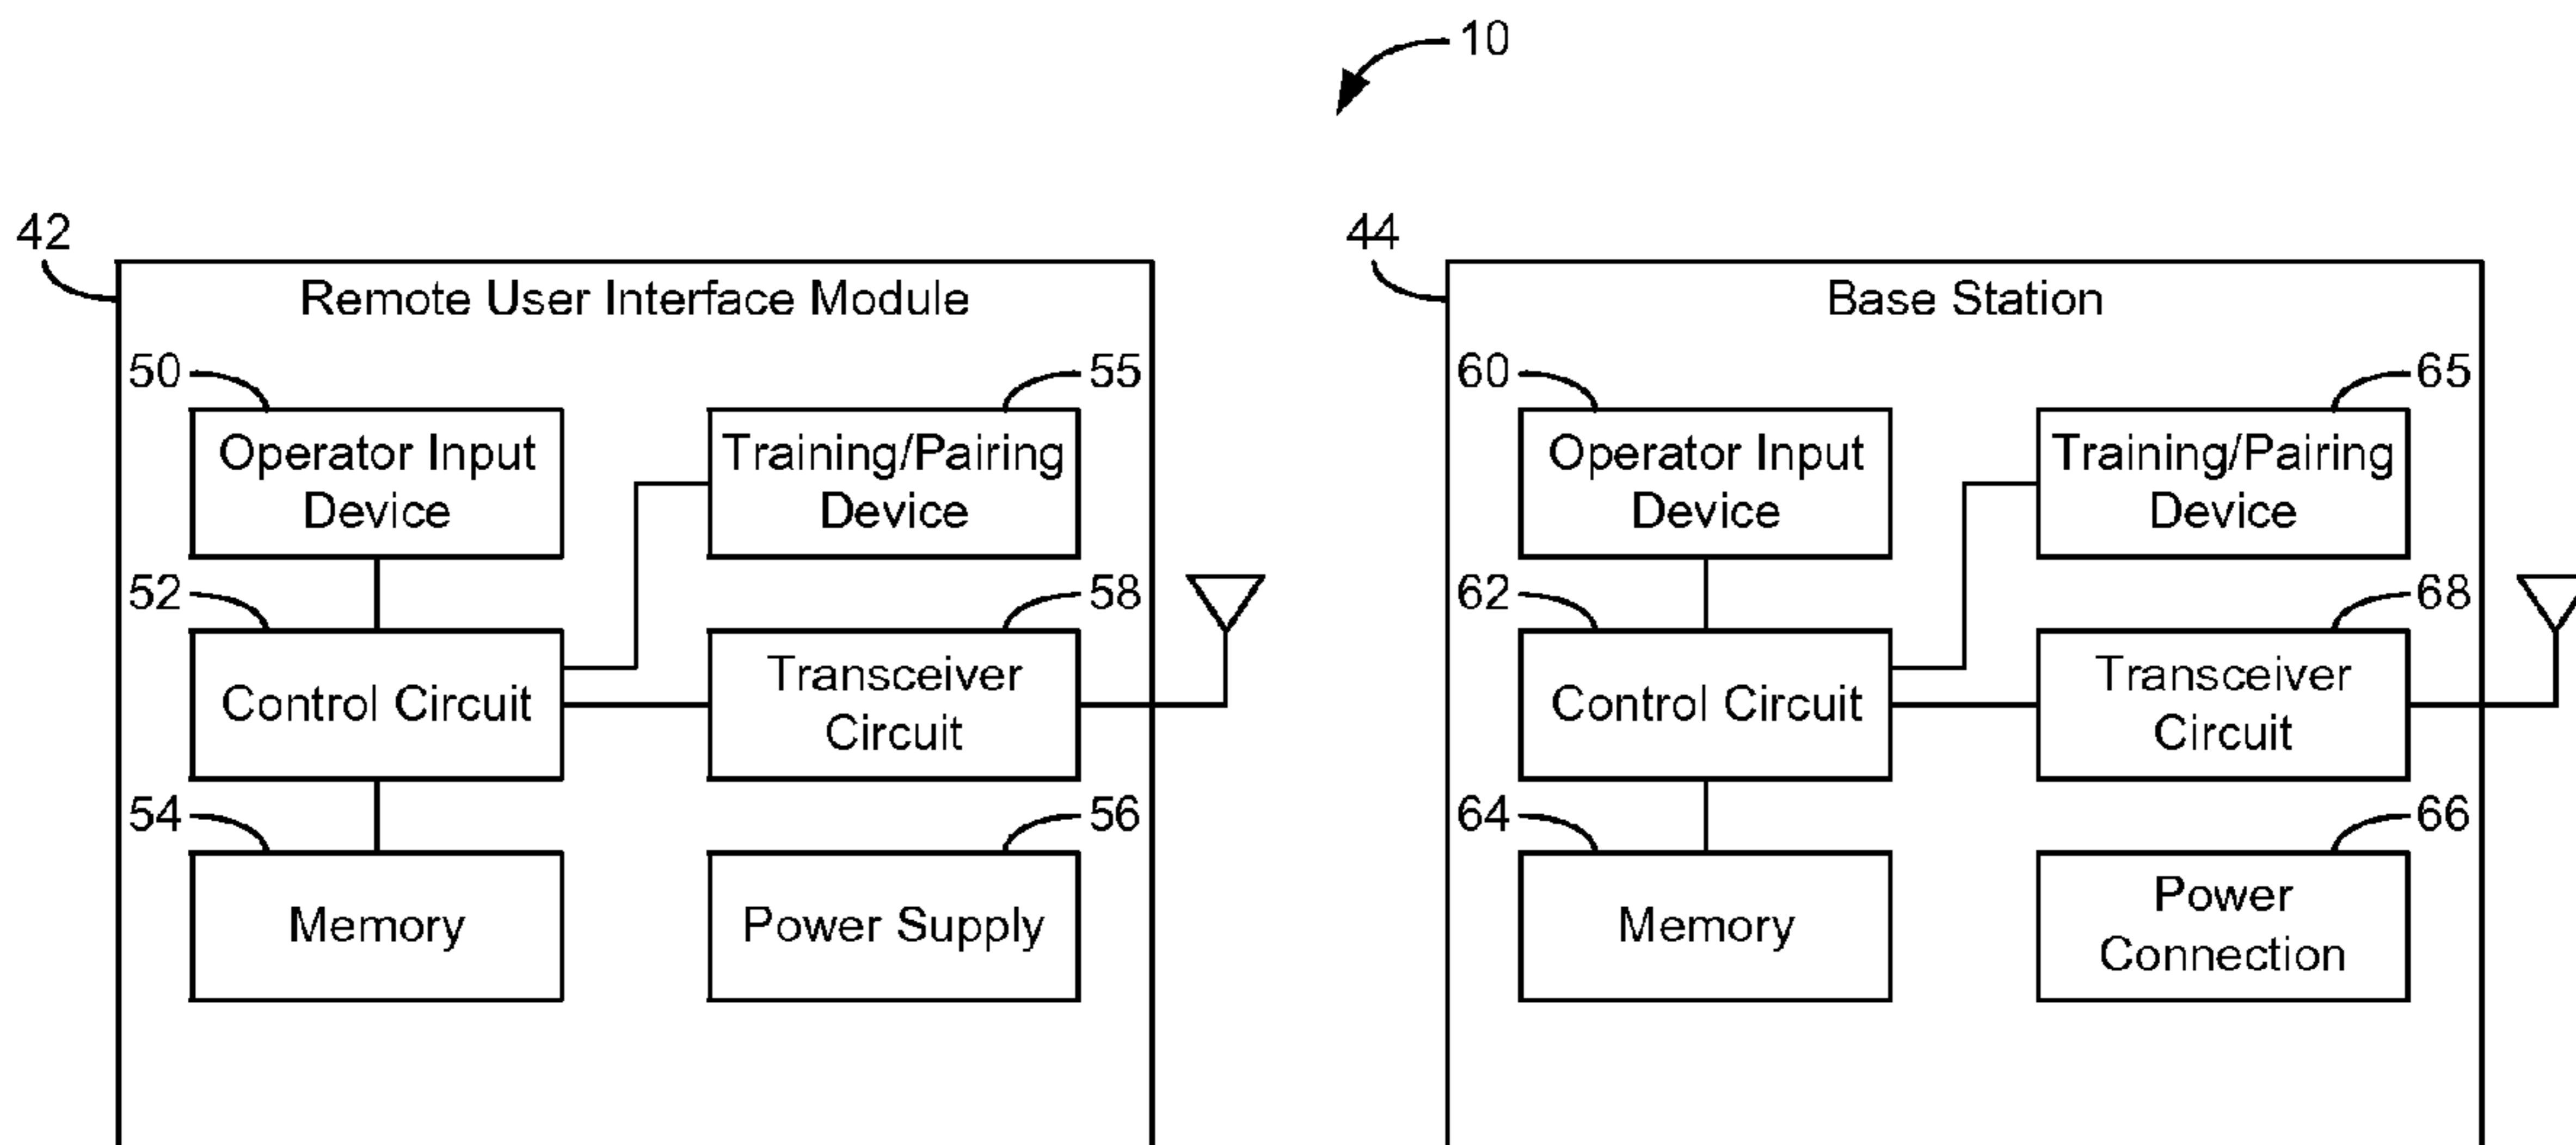 10
42
Remote User Interface Module
50
Operator Input
Device
55
Training/Pairing
Device
52
Control Circuit
58
Transceiver
Circuit
54
Memory
56
Power Supply
44
Base Station
60
Operator Input
Device
65
Training/Pairing
Device
62
Control Circuit
68
Transceiver
Circuit
64
Memory
66
Power
Connection